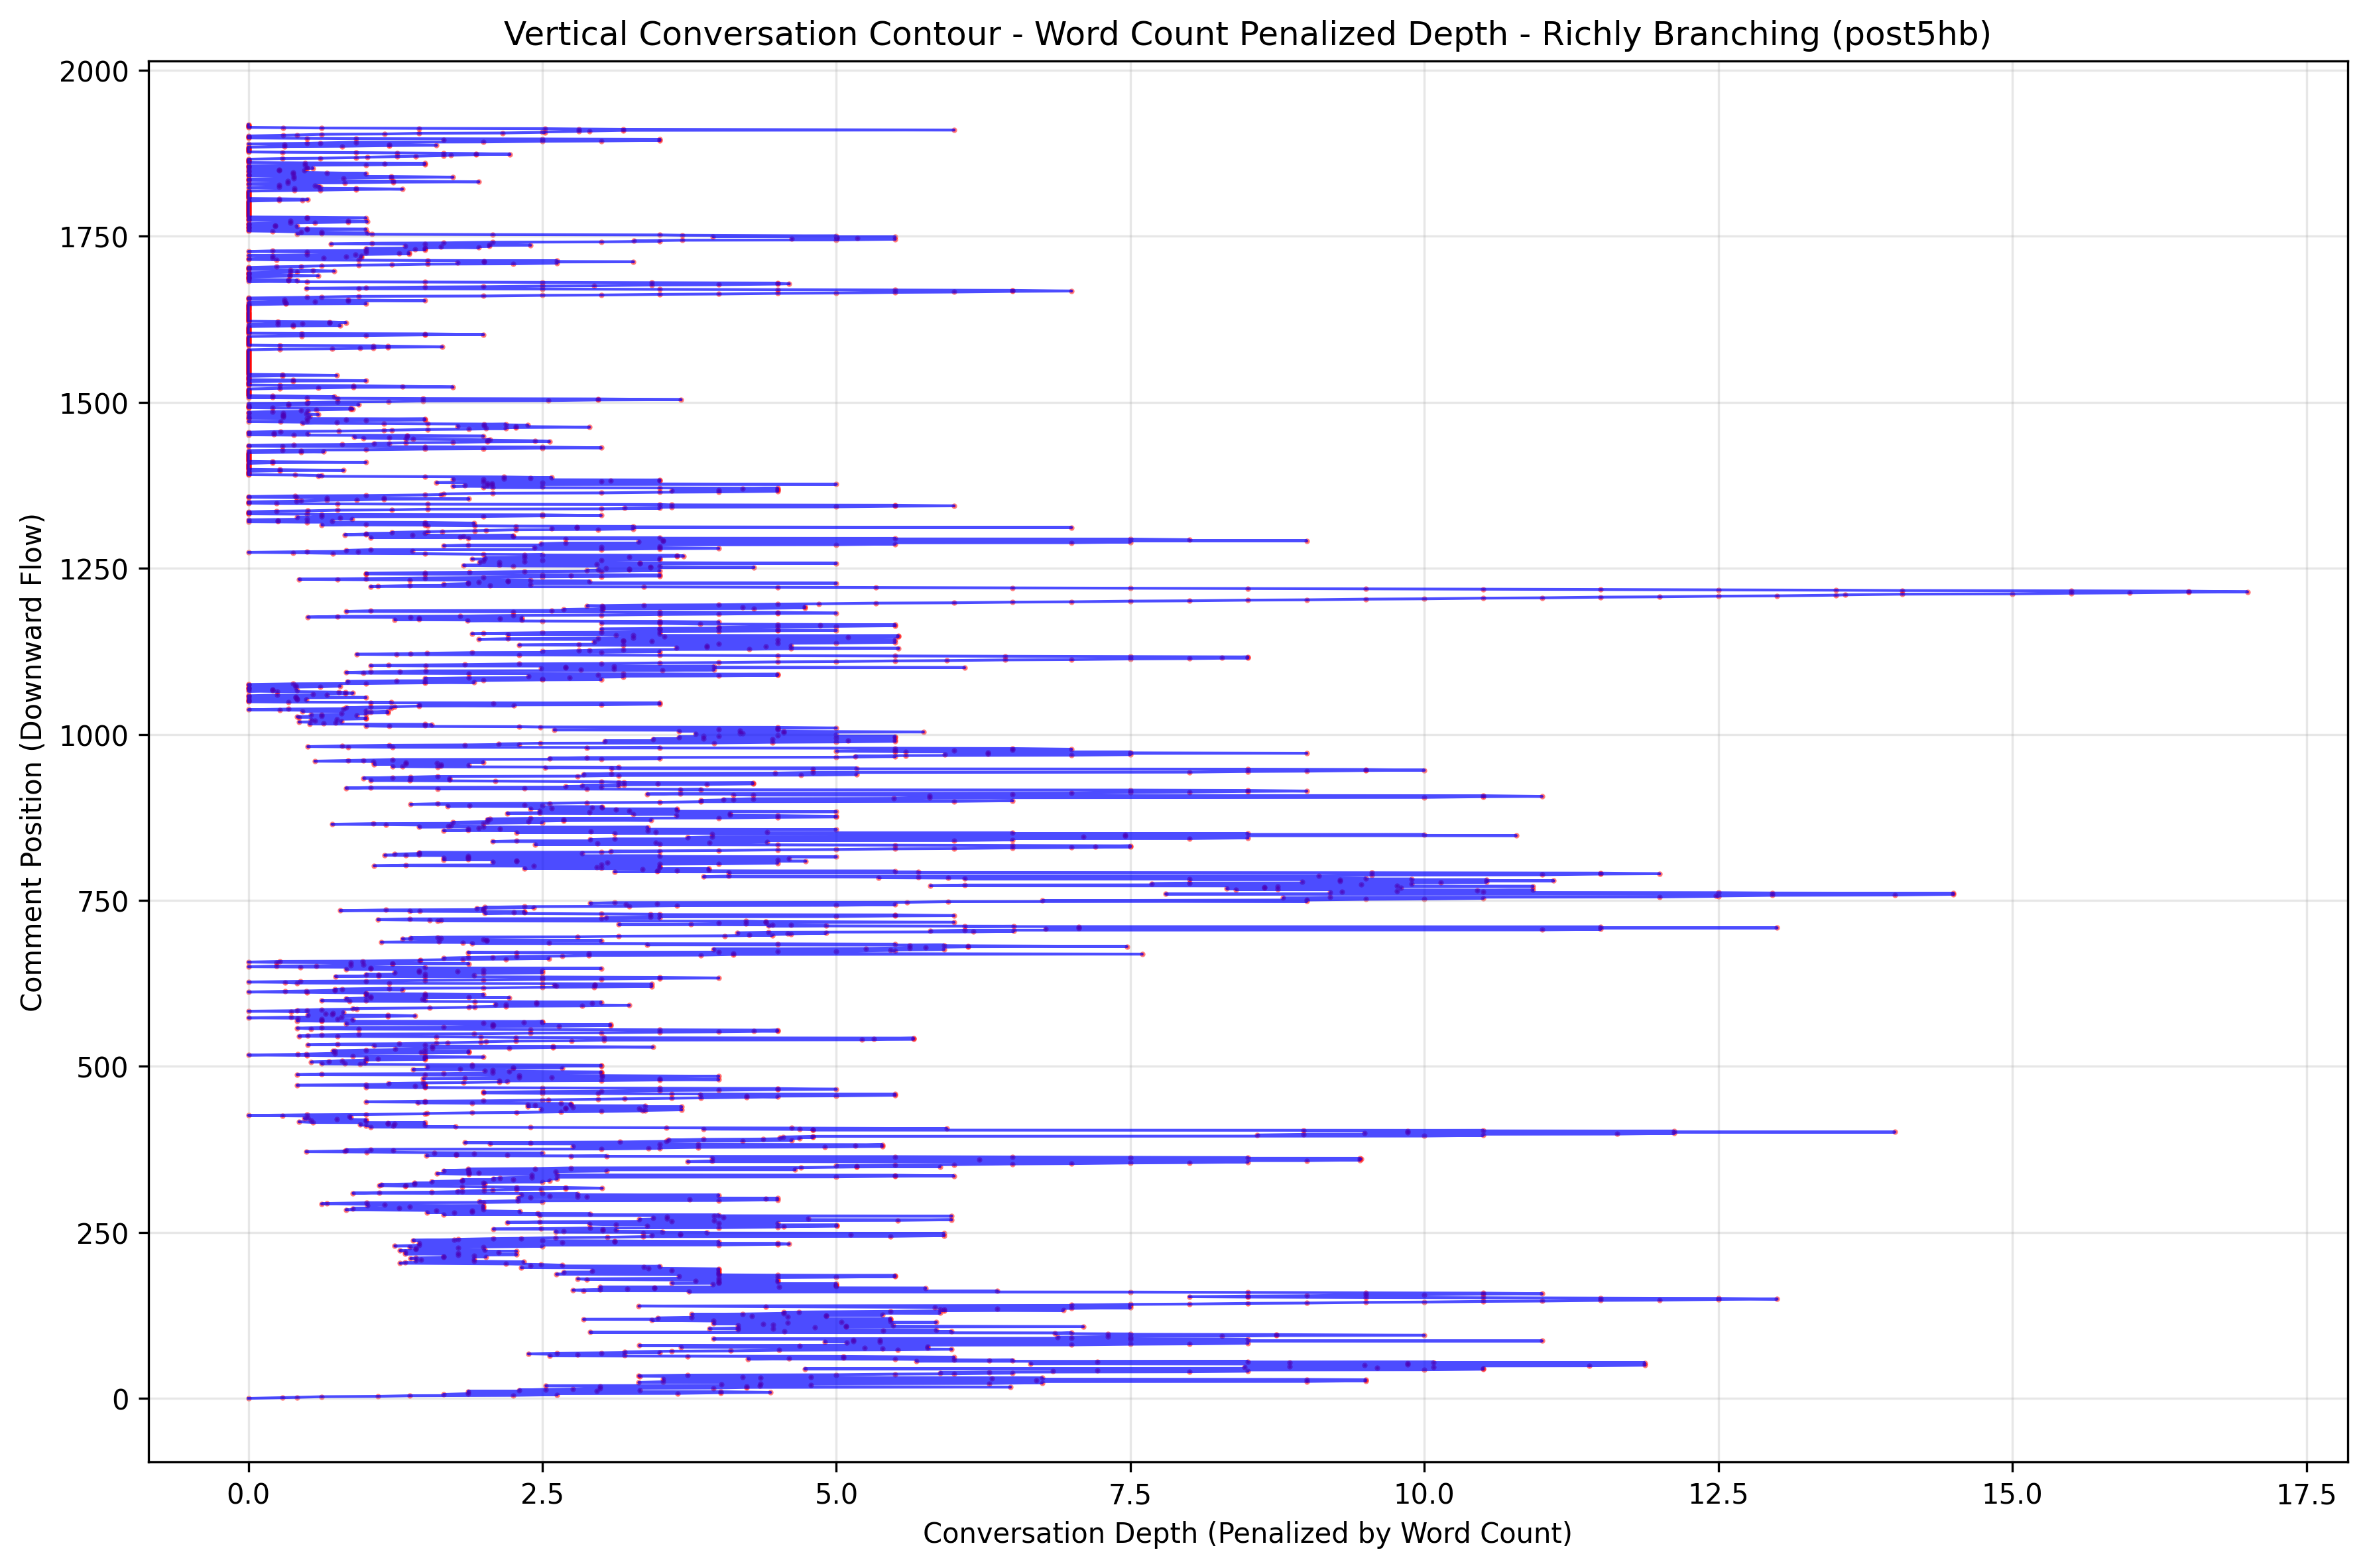 Vertical Conversation Contour - Word Count Penalized Depth - Richly Branching (post5hb)
Comment Position (Downward Flow)
2000
1750
1500
1250
1000
750
500
250
0
0.0 2.5 5.0 7.5 10.0 12.5 15.0 17.5
Conversation Depth (Penalized by Word Count)